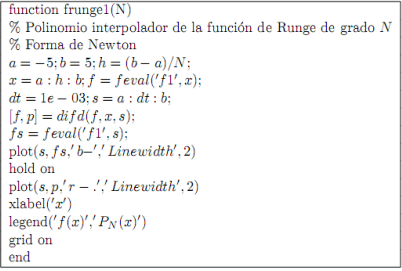 function frunge1(N)
% Polinomio interpolador de la función de Runge de grado N
% Forma de Newton
a = −5; b = 5; h = (b − a)/N;
x = a : h : b; f = feval('f1', x);
dt = 1e − 03; s = a : dt : b;
[f, p] = difd(f, x, s);
fs = feval('f1', s);
plot(s, fs,' b−',' Linewidth', 2)
hold on
plot(s, p,' r − .',' Linewidth', 2)
xlabel('x')
legend('f(x)',' P_N(x)')
grid on
end